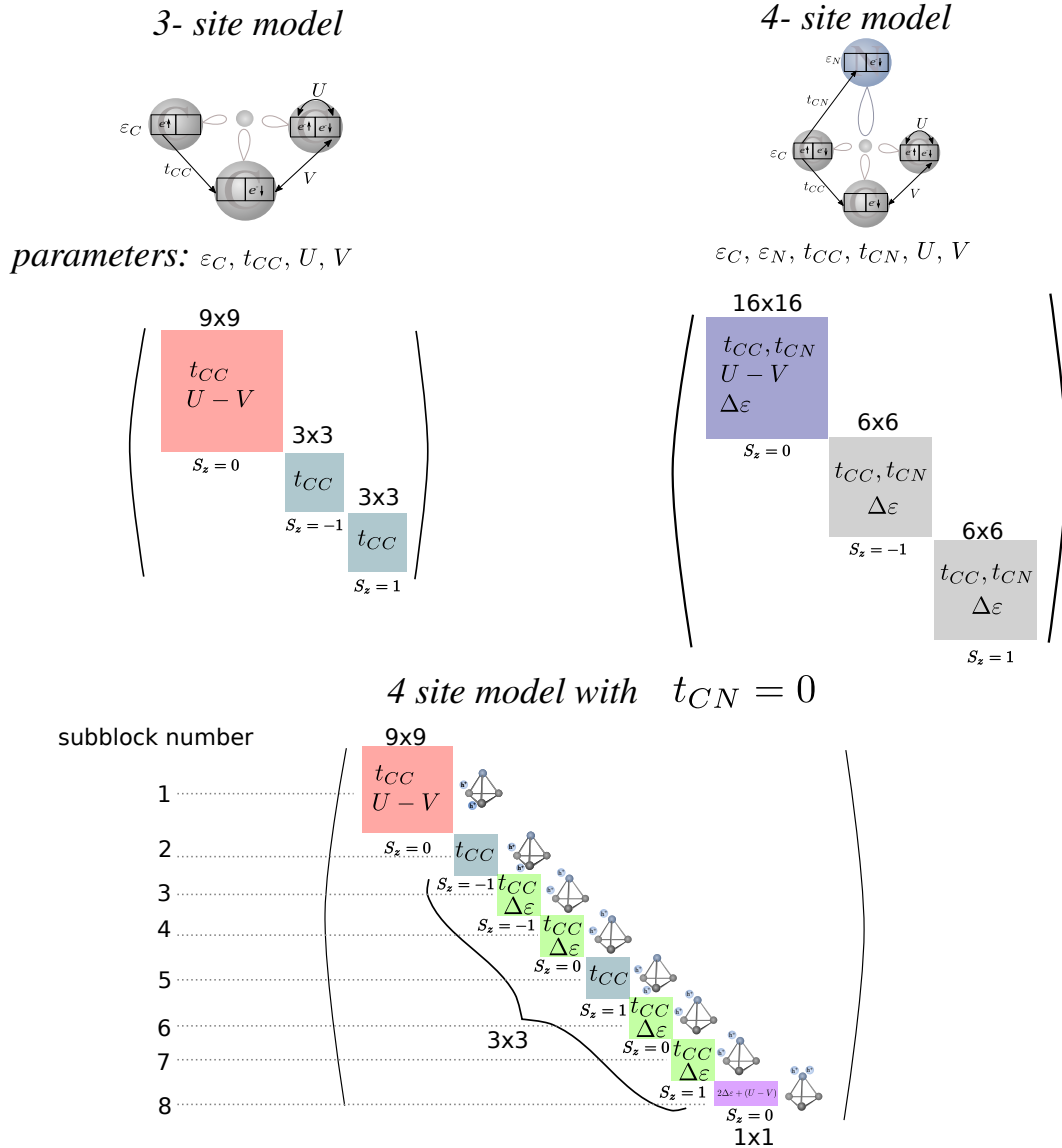 3- site model
4- site model
ε_N
e↓
t_CN
U
ε_C
e↑
e↑ e↓
t_CC
V
e↓
U
ε_C
e↑ e↓
e↑ e↓
t_CC
V
e↓
parameters: ε_C, t_CC, U, V
ε_C, ε_N, t_CC, t_CN, U, V
9x9
t_CC
U − V
S_z = 0
3x3
t_CC
S_z = −1
3x3
t_CC
S_z = 1
16x16
t_CC, t_CN
U − V
Δε
S_z = 0
6x6
t_CC, t_CN
Δε
S_z = −1
6x6
t_CC, t_CN
Δε
S_z = 1
4 site model with t_CN = 0
subblock number
9x9
1
t_CC
U − V
h⁺
h⁺
S_z = 0
2
t_CC
h⁺
h⁺
S_z = −1
3
t_CC
Δε
h⁺
h⁺
S_z = −1
4
t_CC
Δε
h⁺
h⁺
S_z = 0
5
t_CC
h⁺
h⁺
S_z = 1
6
t_CC
Δε
h⁺
h⁺
S_z = 0
3x3
7
t_CC
Δε
h⁺
h⁺
S_z = 1
8
2Δε + (U − V)
h⁺ h⁺
S_z = 0
1x1